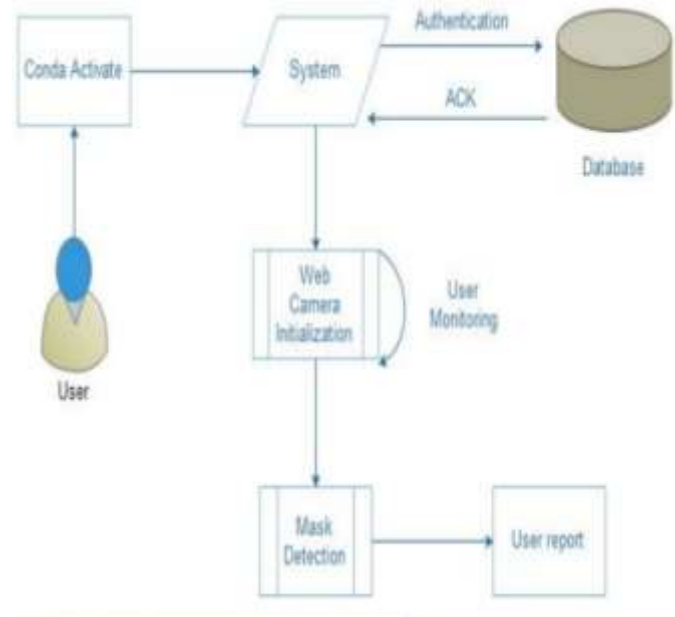 Conda Activate
System
Authentication
ACK
Database
Web
Camera
Initialization
User
Monitoring
User
Mask
Detection
User report